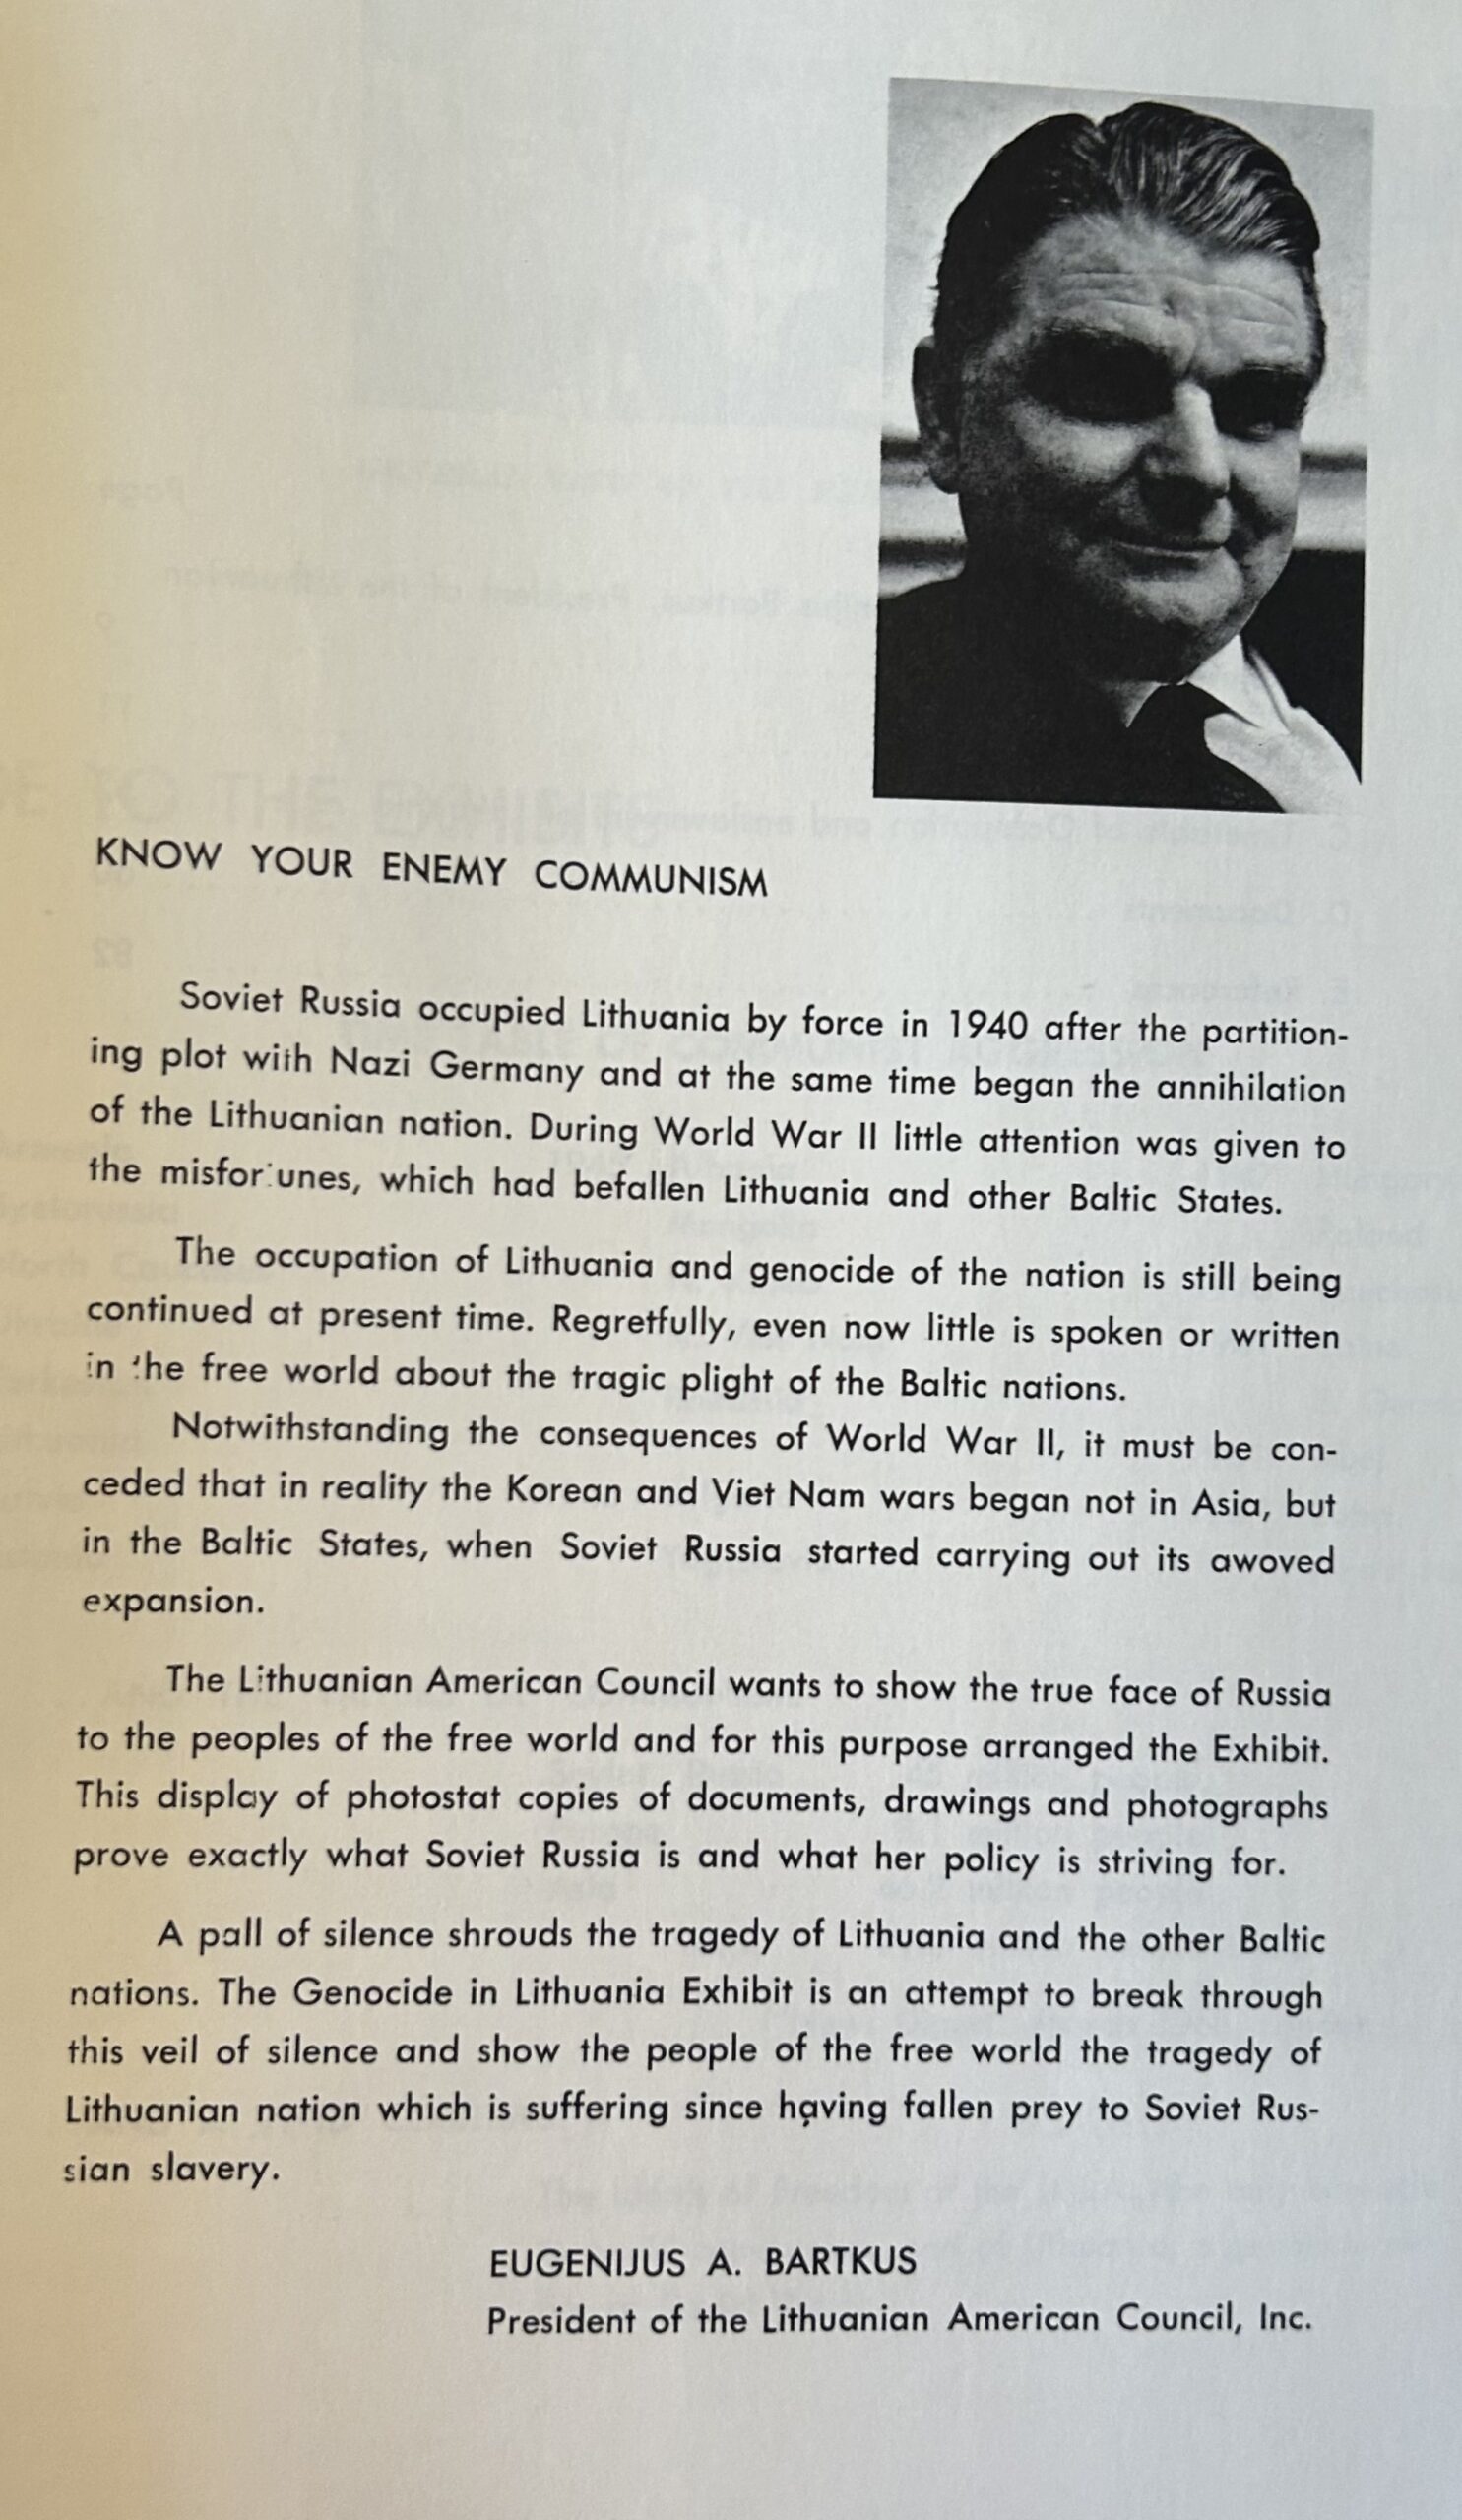 KNOW YOUR ENEMY COMMUNISM
Soviet Russia occupied Lithuania by force in 1940 after the partition-
ing plot with Nazi Germany and at the same time began the annihilation
of the Lithuanian nation. During World War II little attention was given to
the misfortunes, which had befallen Lithuania and other Baltic States.
The occupation of Lithuania and genocide of the nation is still being
continued at present time. Regretfully, even now little is spoken or written
in the free world about the tragic plight of the Baltic nations.
Notwithstanding the consequences of World War II, it must be con-
ceded that in reality the Korean and Viet Nam wars began not in Asia, but
in the Baltic States, when Soviet Russia started carrying out its awoved
expansion.
The Lithuanian American Council wants to show the true face of Russia
to the peoples of the free world and for this purpose arranged the Exhibit.
This display of photostat copies of documents, drawings and photographs
prove exactly what Soviet Russia is and what her policy is striving for.
A pall of silence shrouds the tragedy of Lithuania and the other Baltic
nations. The Genocide in Lithuania Exhibit is an attempt to break through
this veil of silence and show the people of the free world the tragedy of
Lithuanian nation which is suffering since having fallen prey to Soviet Rus-
sian slavery.
EUGENIJUS A. BARTKUS
President of the Lithuanian American Council, Inc.